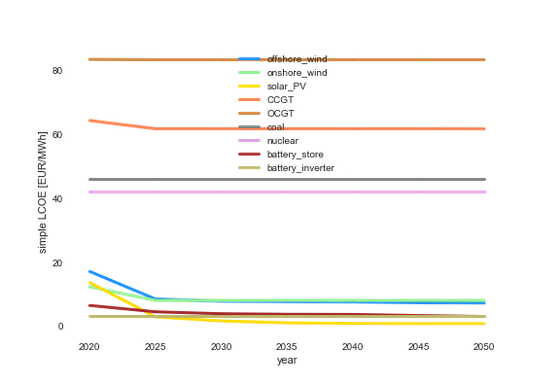 offshore_wind
onshore_wind
solar_PV
CCGT
OCGT
coal
nuclear
battery_store
battery_inverter
simple LCOE [EUR/MWh]
80
60
40
20
0
2020 2025 2030 2035 2040 2045 2050
year